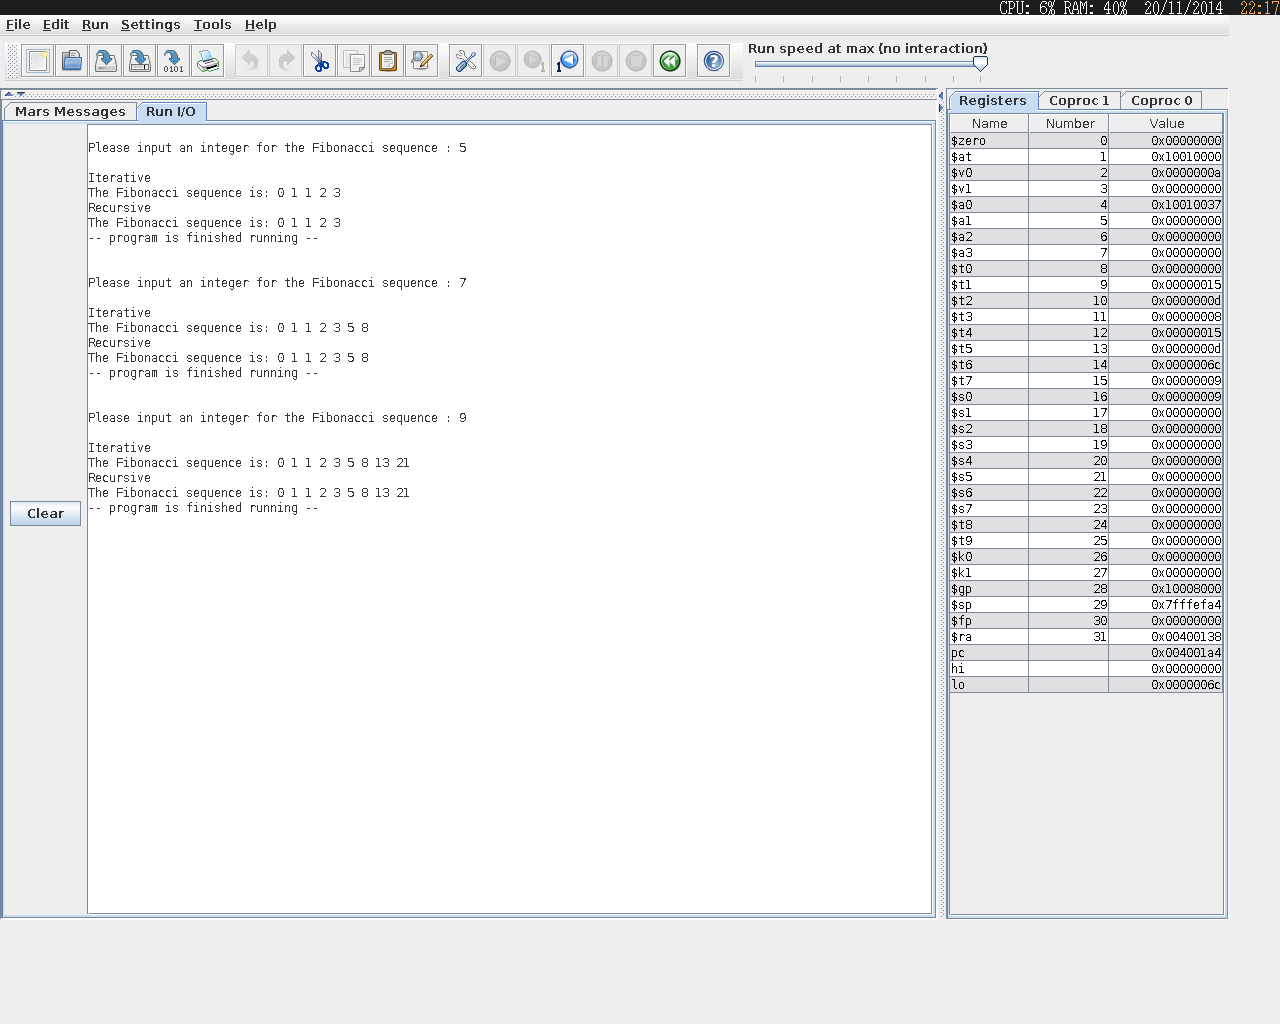 CPU: 6% RAM: 40% 20/11/2014 22:17
File Edit Run Settings Tools Help
Run speed at max (no interaction)
0101 1 1
Mars Messages Run I/O
Please input an integer for the Fibonacci sequence : 5
Iterative
The Fibonacci sequence is: 0 1 1 2 3
Recursive
The Fibonacci sequence is: 0 1 1 2 3
-- program is finished running --
Please input an integer for the Fibonacci sequence : 7
Iterative
The Fibonacci sequence is: 0 1 1 2 3 5 8
Recursive
The Fibonacci sequence is: 0 1 1 2 3 5 8
-- program is finished running --
Please input an integer for the Fibonacci sequence : 9
Iterative
The Fibonacci sequence is: 0 1 1 2 3 5 8 13 21
Recursive
The Fibonacci sequence is: 0 1 1 2 3 5 8 13 21
-- program is finished running --
Clear
Registers Coproc 1 Coproc 0
Name Number Value
$zero 0 0x00000000
$at 1 0x10010000
$v0 2 0x0000000a
$v1 3 0x00000000
$a0 4 0x10010037
$a1 5 0x00000000
$a2 6 0x00000000
$a3 7 0x00000000
$t0 8 0x00000000
$t1 9 0x00000015
$t2 10 0x0000000d
$t3 11 0x00000008
$t4 12 0x00000015
$t5 13 0x0000000d
$t6 14 0x0000006c
$t7 15 0x00000009
$s0 16 0x00000009
$s1 17 0x00000000
$s2 18 0x00000000
$s3 19 0x00000000
$s4 20 0x00000000
$s5 21 0x00000000
$s6 22 0x00000000
$s7 23 0x00000000
$t8 24 0x00000000
$t9 25 0x00000000
$k0 26 0x00000000
$k1 27 0x00000000
$gp 28 0x10008000
$sp 29 0x7fffefa4
$fp 30 0x00000000
$ra 31 0x00400138
pc 0x004001a4
hi 0x00000000
lo 0x0000006c